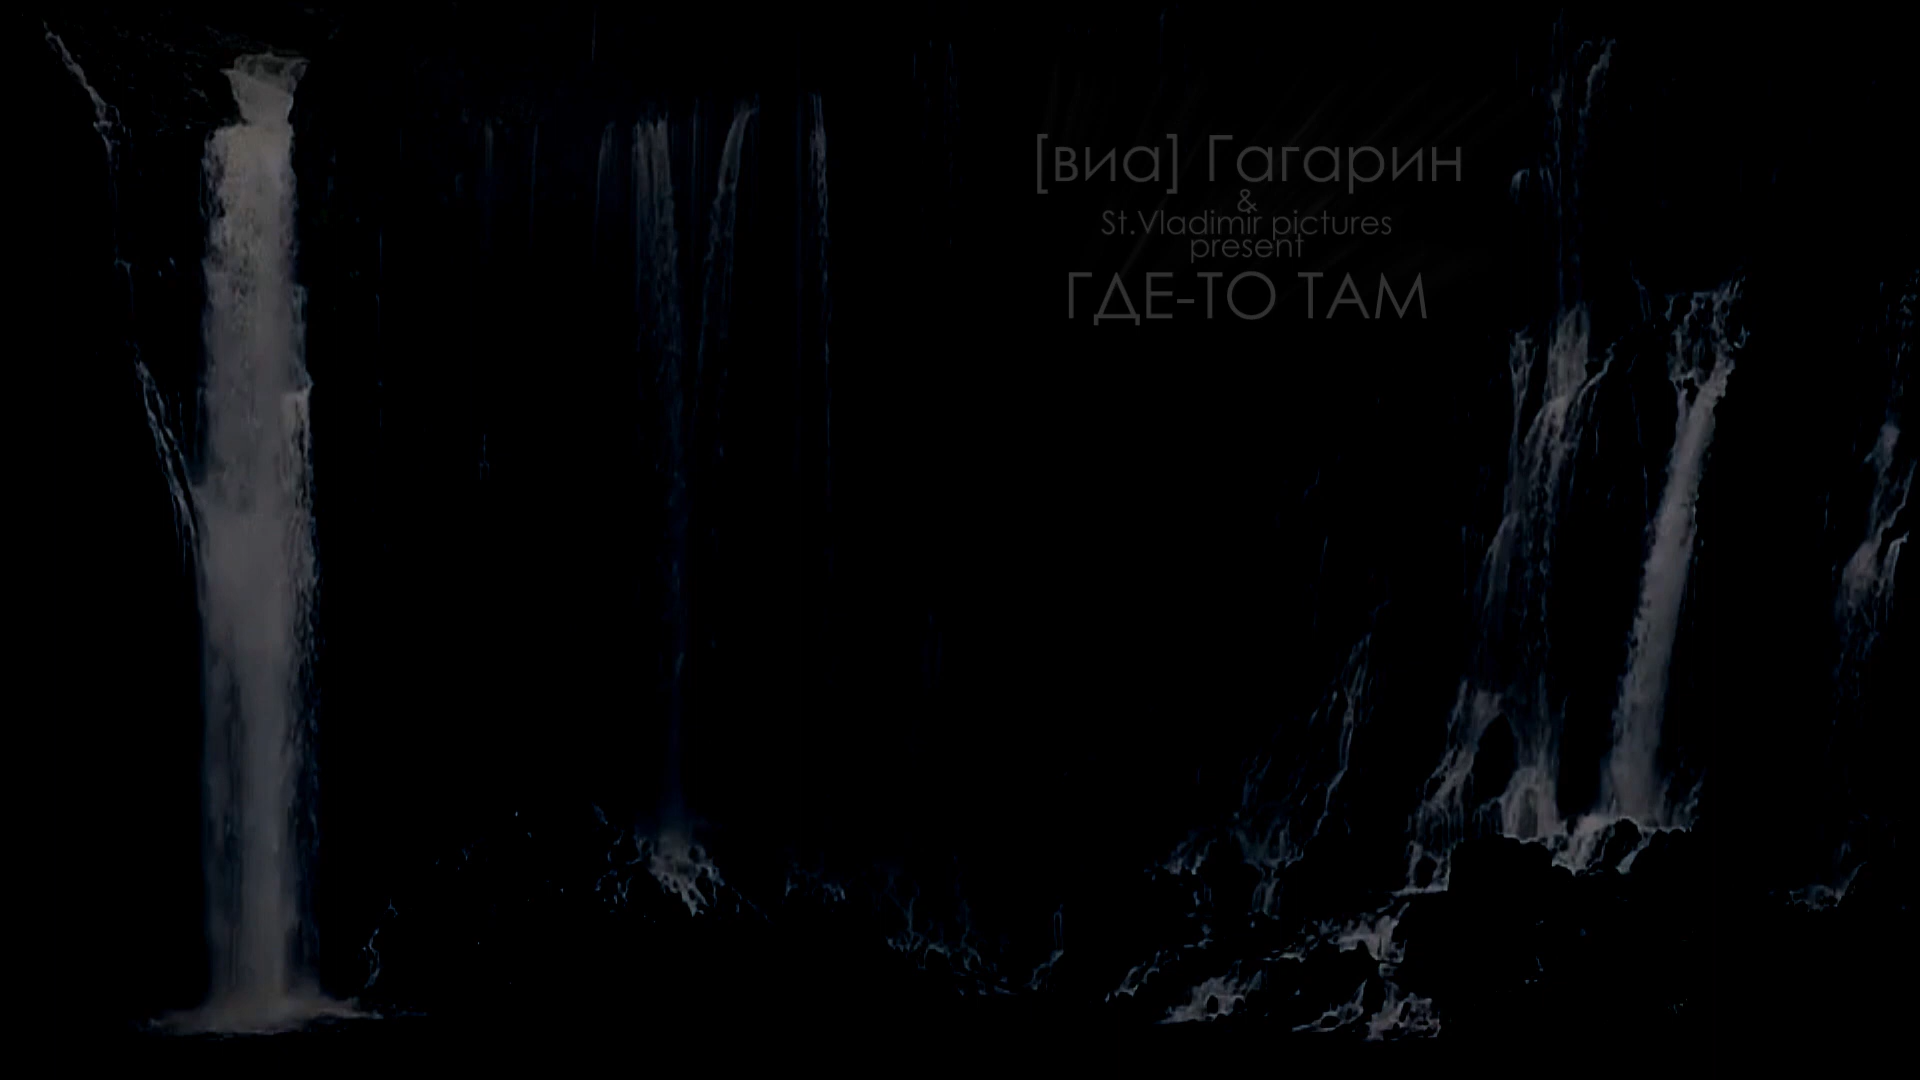 [виа] Гагарин
&
St.Vladimir pictures
present
ГДЕ-ТО ТАМ